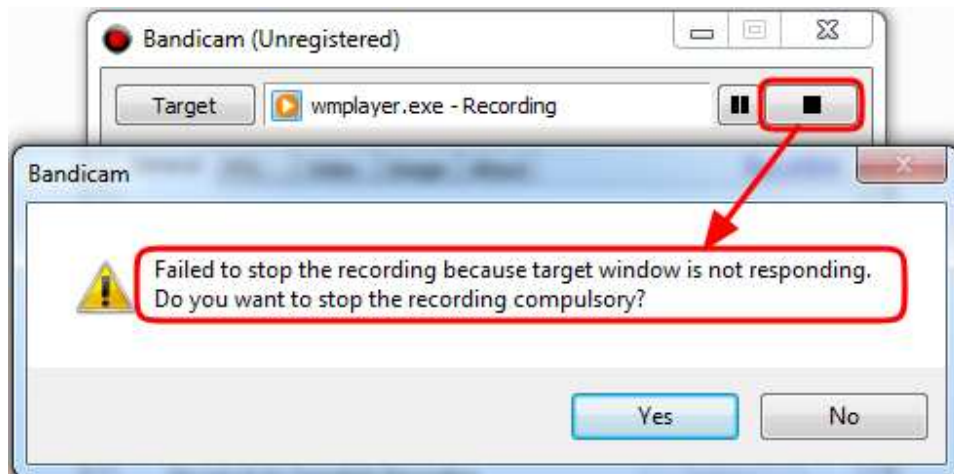 Bandicam (Unregistered)
Target wmplayer.exe - Recording
Bandicam
Failed to stop the recording because target window is not responding.
Do you want to stop the recording compulsory?
Yes No